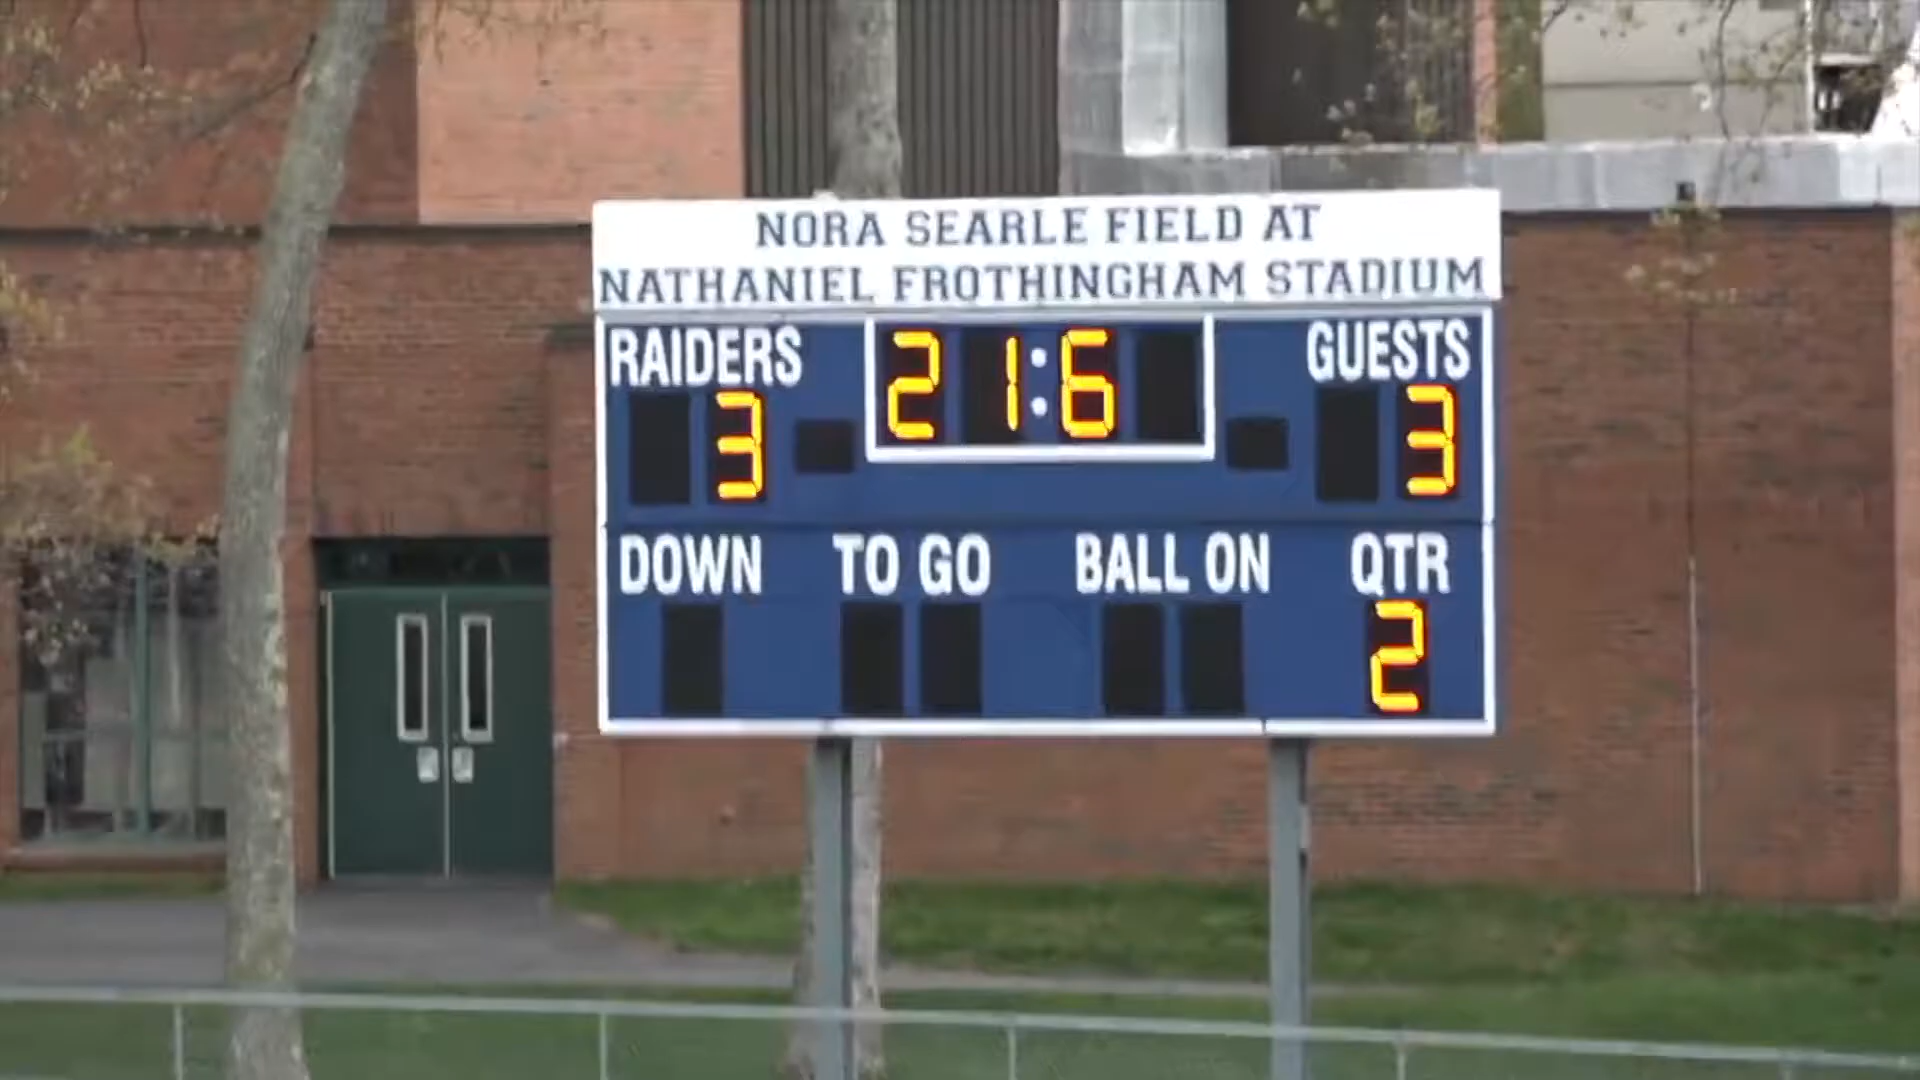 NORA SEARLE FIELD AT
NATHANIEL FROTHINGHAM STADIUM
RAIDERS 21:6 GUESTS
3 3
DOWN TO GO BALL ON QTR
2